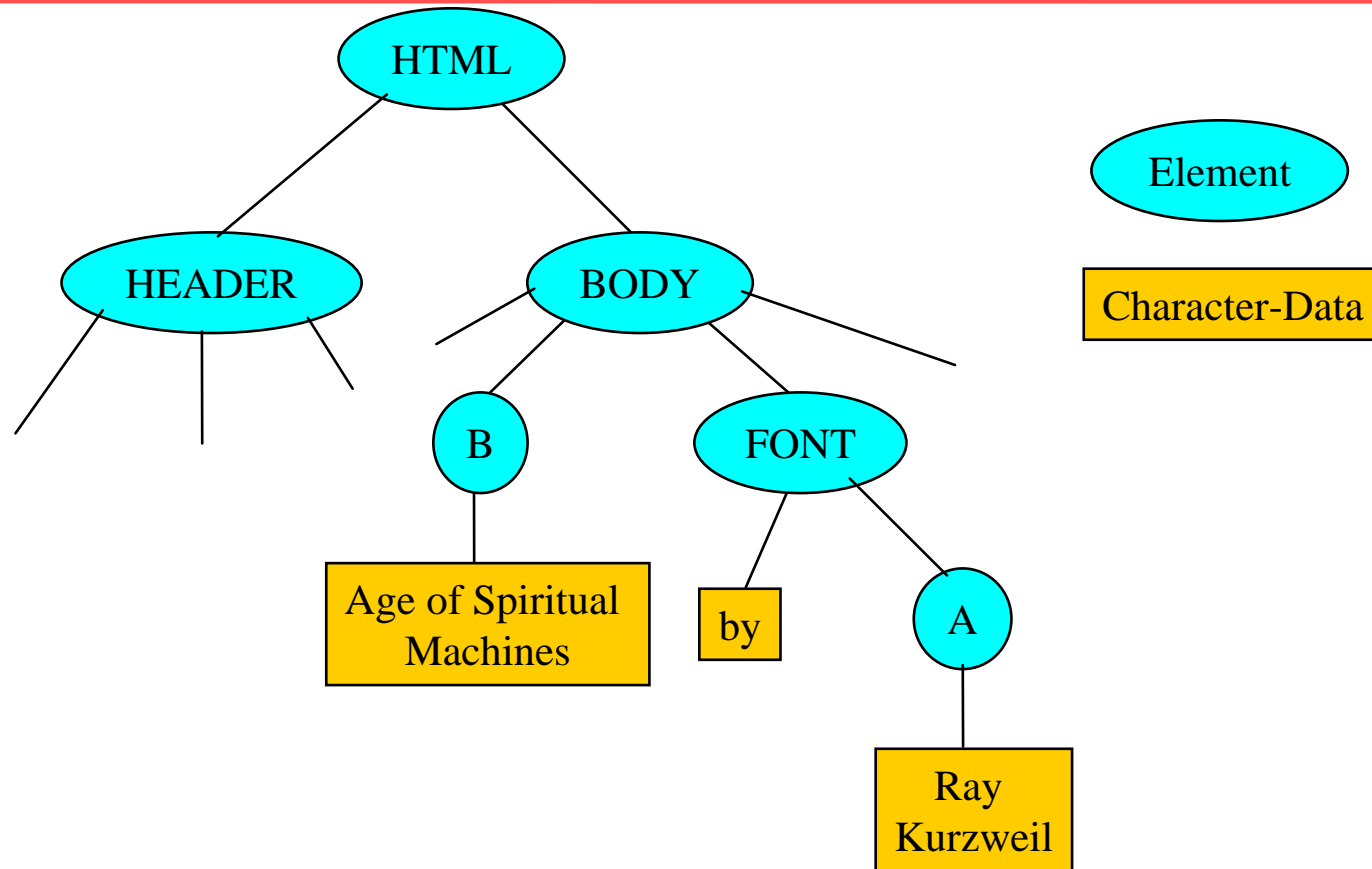 HTML
Element
HEADER
BODY
Character-Data
B
FONT
Age of Spiritual
Machines
by
A
Ray
Kurzweil